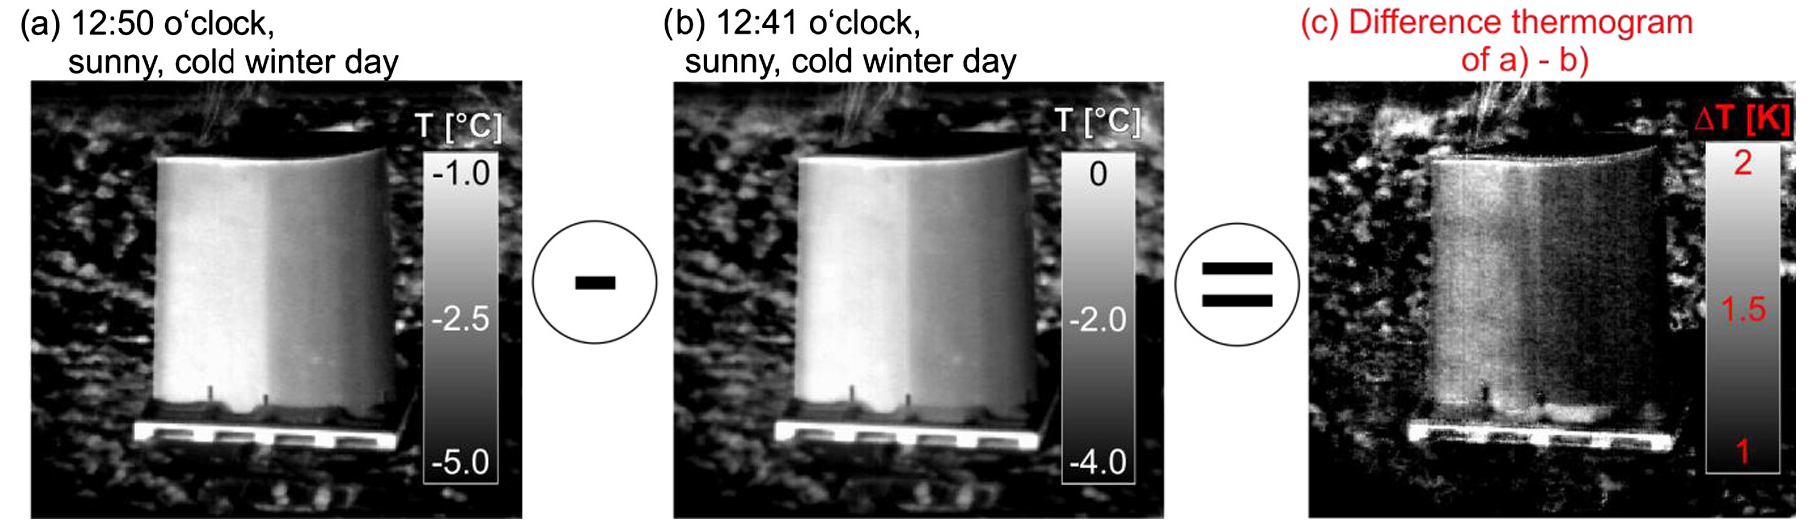 (a) 12:50 o‘clock,
sunny, cold winter day
(b) 12:41 o‘clock,
sunny, cold winter day
(c) Difference thermogram
of a) - b)
T [°C]
-1.0
-2.5
-5.0
T [°C]
0
-2.0
-4.0
ΔT [K]
2
1.5
1